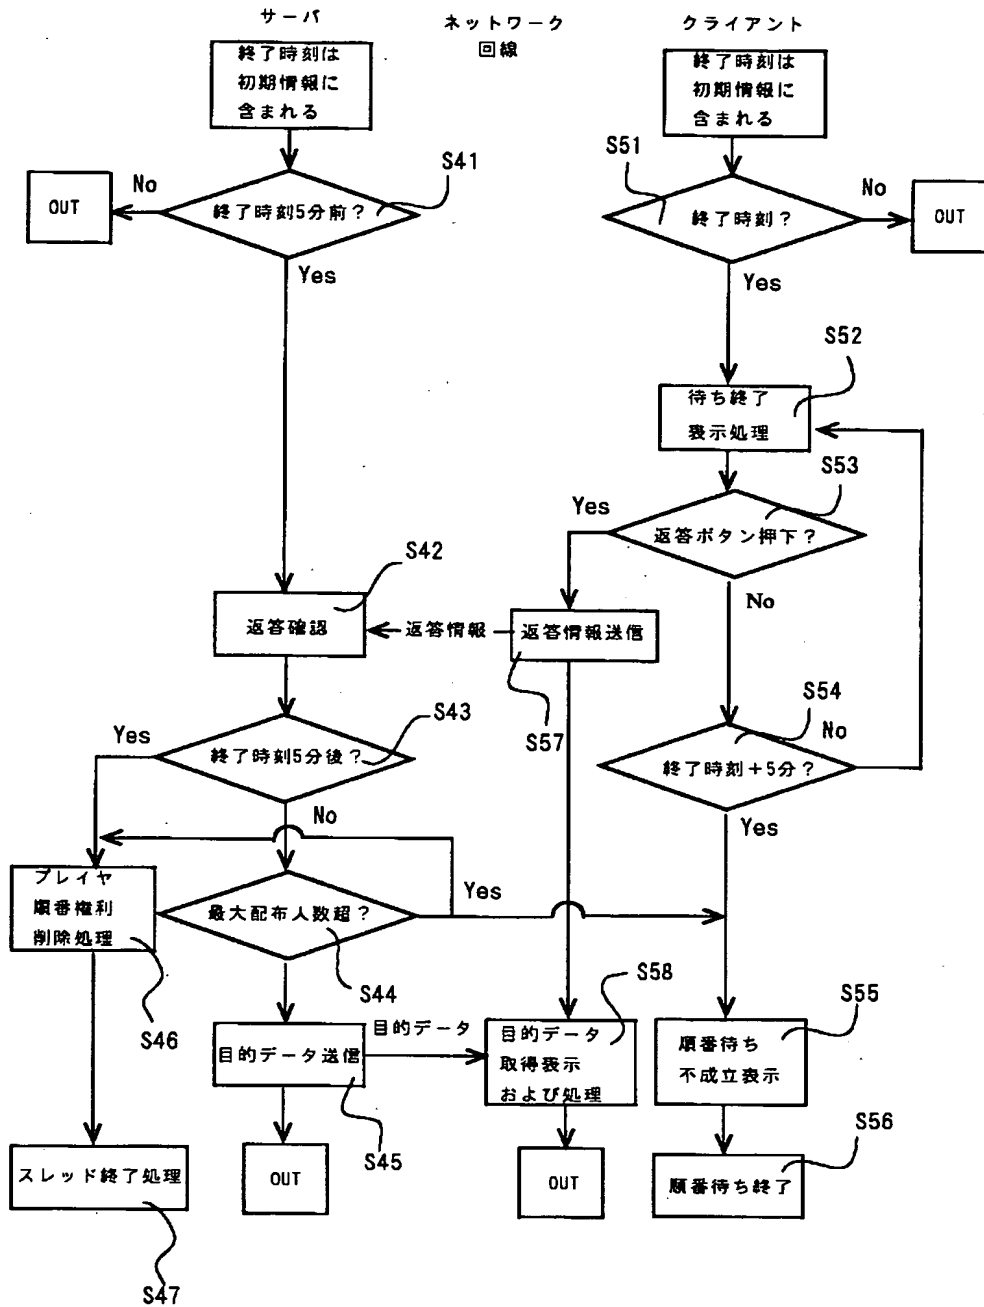 サーバ
ネットワーク
回線
クライアント
終了時刻は
初期情報に
含まれる
終了時刻は
初期情報に
含まれる
S41
S51
No
OUT
終了時刻5分前？
終了時刻？
No
OUT
Yes
Yes
S52
待ち終了
表示処理
S53
Yes
返答ボタン押下？
S42
No
返答確認
返答情報
返答情報送信
S57
S54
S43
Yes
終了時刻5分後？
No
終了時刻＋5分？
No
Yes
プレイヤ
順番権利
削除処理
最大配布人数超？
Yes
S44
S46
目的データ送信
目的データ
S58
目的データ
取得表示
および処理
S55
順番待ち
不成立表示
S45
S56
スレッド終了処理
OUT
OUT
順番待ち終了
S47